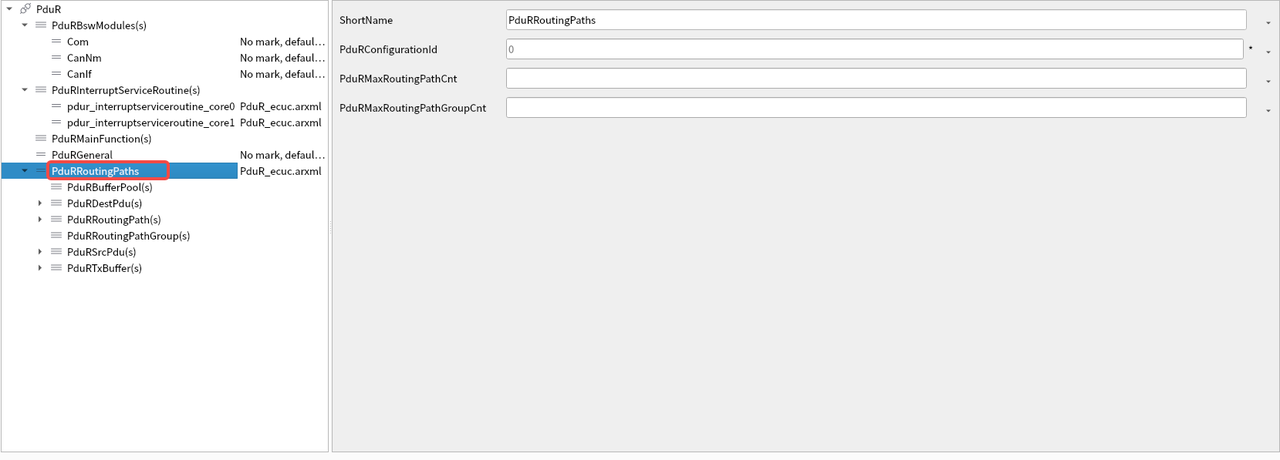 PduR
PduRBswModules(s)
Com No mark, defaul...
CanNm No mark, defaul...
CanIf No mark, defaul...
PduRInterruptServiceRoutine(s)
pdur_interruptserviceroutine_core0 PduR_ecuc.arxml
pdur_interruptserviceroutine_core1 PduR_ecuc.arxml
PduRMainFunction(s)
PduRGeneral No mark, defaul...
PduRRoutingPaths PduR_ecuc.arxml
PduRBufferPool(s)
PduRDestPdu(s)
PduRRoutingPath(s)
PduRRoutingPathGroup(s)
PduRSrcPdu(s)
PduRTxBuffer(s)
ShortName PduRRoutingPaths
PduRConfigurationId 0 *
PduRMaxRoutingPathCnt
PduRMaxRoutingPathGroupCnt